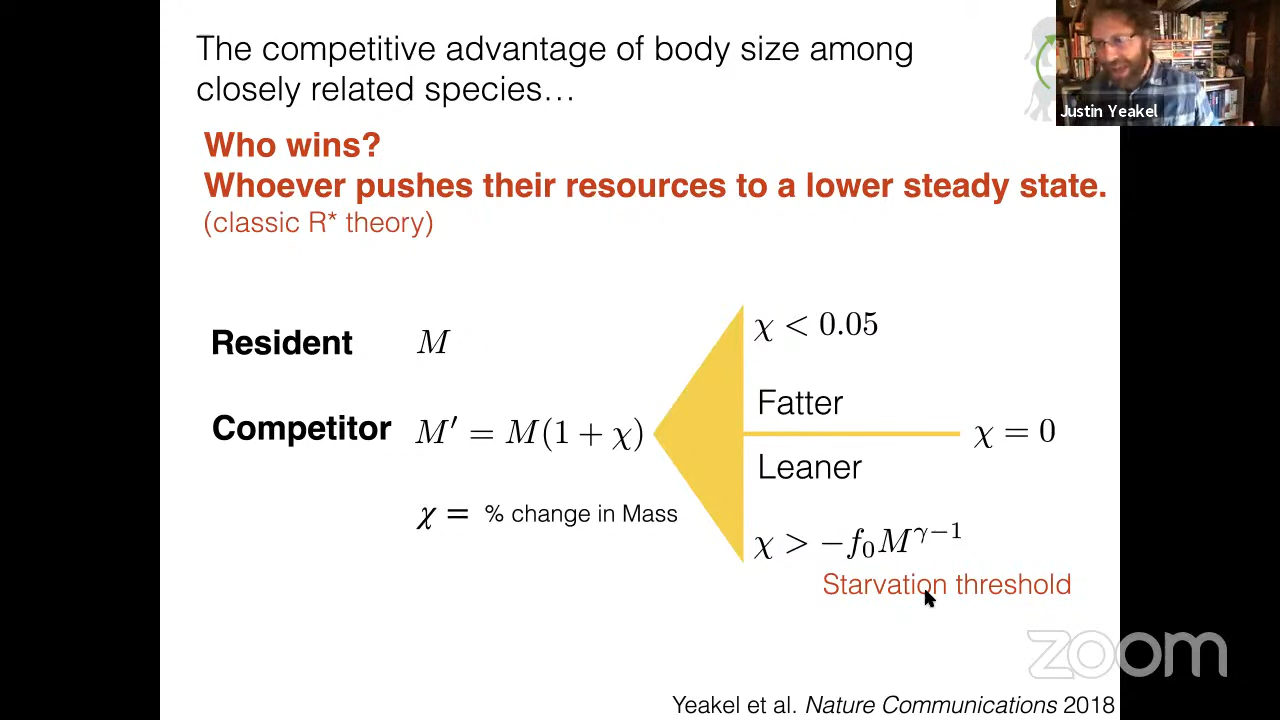 The competitive advantage of body size among
closely related species…
Justin Yeakel
Who wins?
Whoever pushes their resources to a lower steady state.
(classic R* theory)
Resident M
χ < 0.05
Fatter
Competitor M′ = M(1 + χ)
χ = 0
Leaner
χ = % change in Mass
χ > −f₀M^{γ−1}
Starvation threshold
zoom
Yeakel et al. Nature Communications 2018